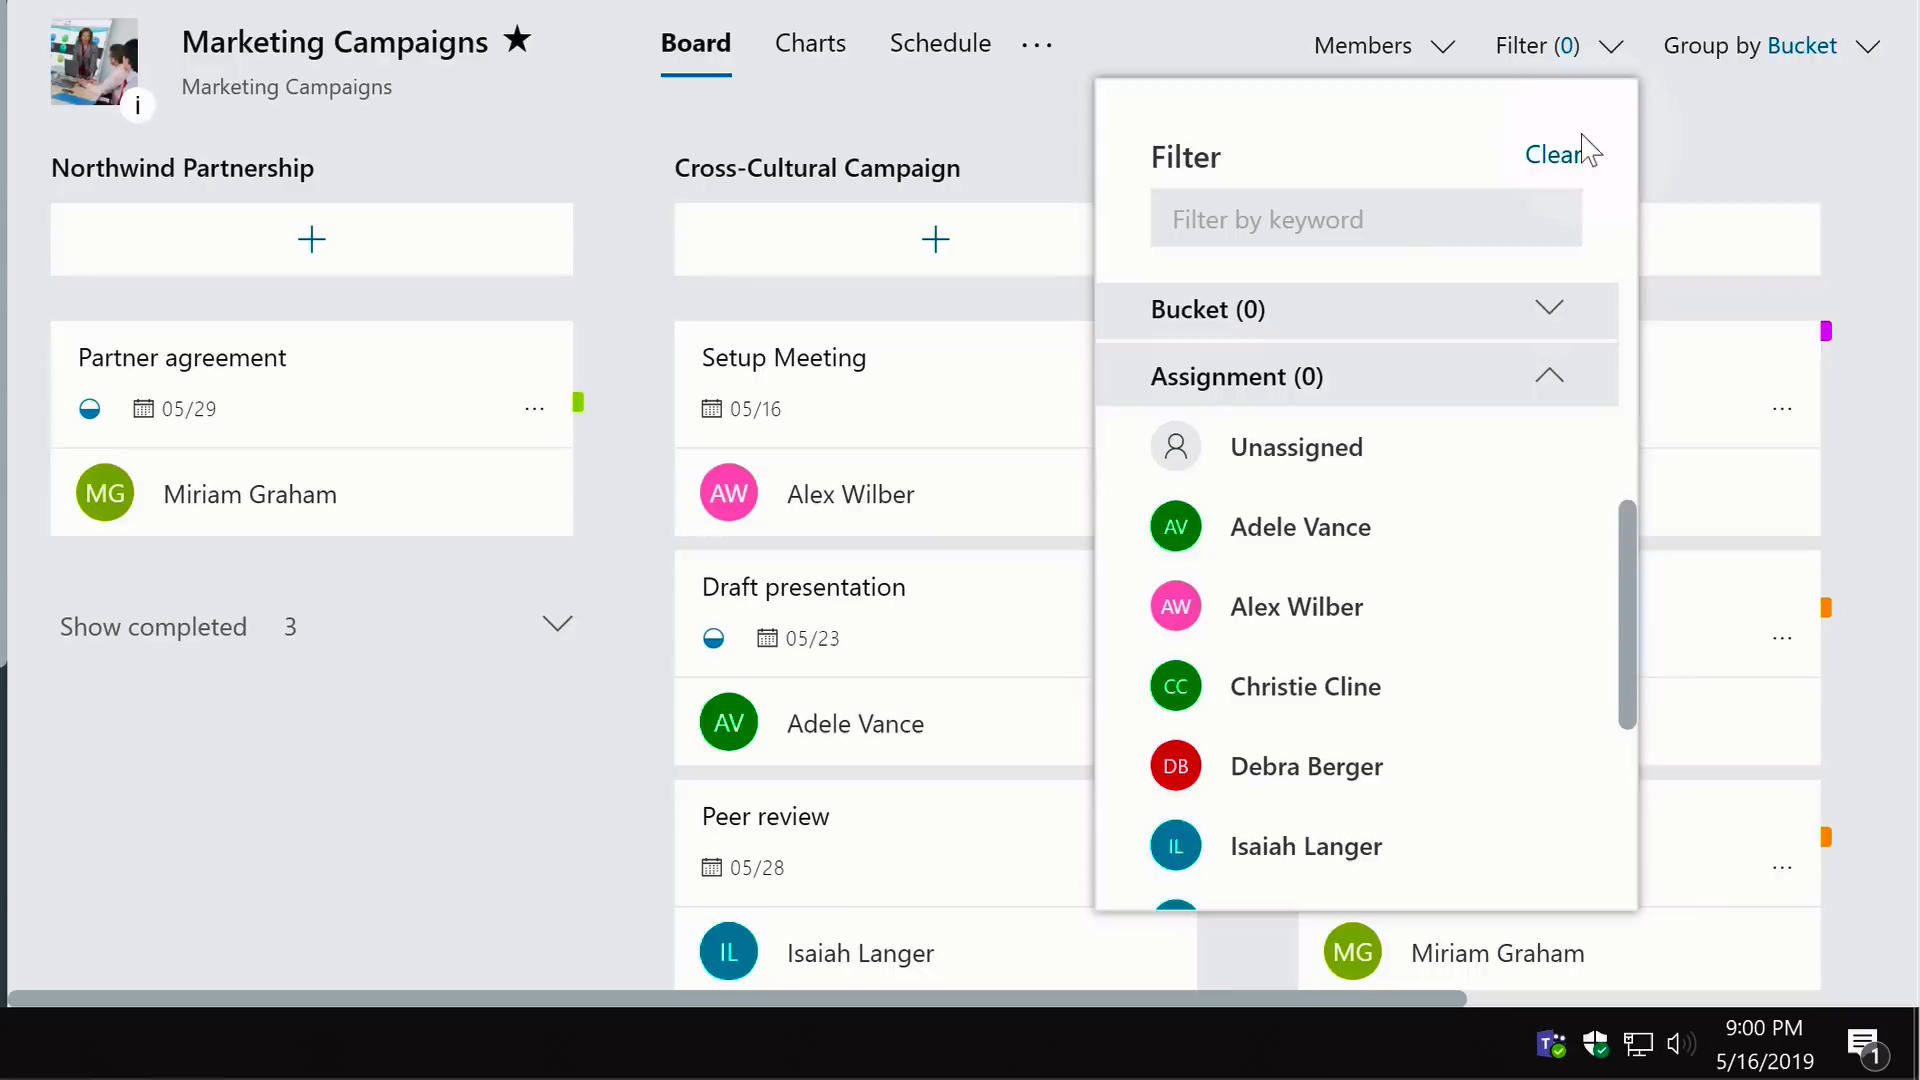 Marketing Campaigns
Marketing Campaigns
Board
Charts
Schedule
...
Members
Filter (0)
Group by Bucket
Northwind Partnership
Partner agreement
05/29
...
MG
Miriam Graham
Show completed 3
Cross-Cultural Campaign
Setup Meeting
05/16
AW
Alex Wilber
Draft presentation
05/23
AV
Adele Vance
Peer review
05/28
IL
Isaiah Langer
Filter
Clear
Filter by keyword
Bucket (0)
Assignment (0)
Unassigned
AV
Adele Vance
AW
Alex Wilber
CC
Christie Cline
DB
Debra Berger
IL
Isaiah Langer
...
...
...
MG
Miriam Graham
9:00 PM
5/16/2019
1